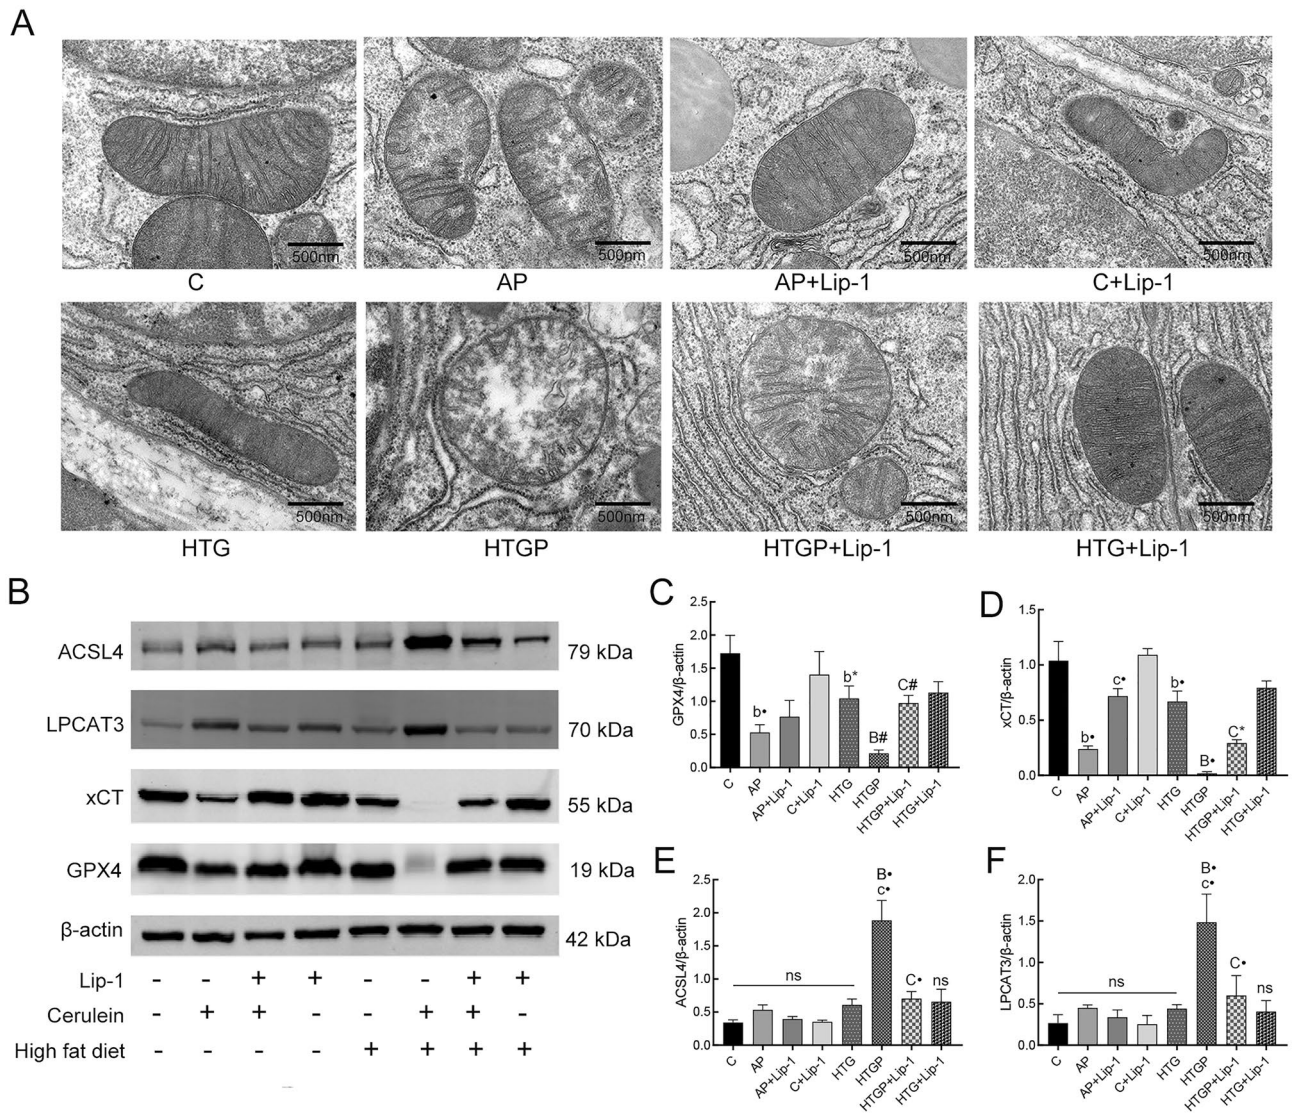 A
500nm
500nm
500nm
500nm
C
AP
AP+Lip-1
C+Lip-1
500nm
500nm
500nm
500nm
HTG
HTGP
HTGP+Lip-1
HTG+Lip-1
B
ACSL4
79 kDa
LPCAT3
70 kDa
xCT
55 kDa
GPX4
19 kDa
β-actin
42 kDa
Lip-1 - - + + - - + +
Cerulein - + + - - + + -
High fat diet - - - - + + + +
C
GPX4/β-actin
2.5
2.0
1.5
1.0
0.5
0.0
b•
b*
B#
C#
C
AP
AP+Lip-1
C+Lip-1
HTG
HTGP
HTGP+Lip-1
HTG+Lip-1
D
xCT/β-actin
1.5
1.0
0.5
0.0
b•
c•
b•
B•
C*
C
AP
AP+Lip-1
C+Lip-1
HTG
HTGP
HTGP+Lip-1
HTG+Lip-1
E
ACSL4/β-actin
2.5
2.0
1.5
1.0
0.5
0.0
ns
B•
c•
C•
ns
C
AP
AP+Lip-1
C+Lip-1
HTG
HTGP
HTGP+Lip-1
HTG+Lip-1
F
LPCAT3/β-actin
2.0
1.5
1.0
0.5
0.0
ns
B•
c•
C•
ns
C
AP
AP+Lip-1
C+Lip-1
HTG
HTGP
HTGP+Lip-1
HTG+Lip-1